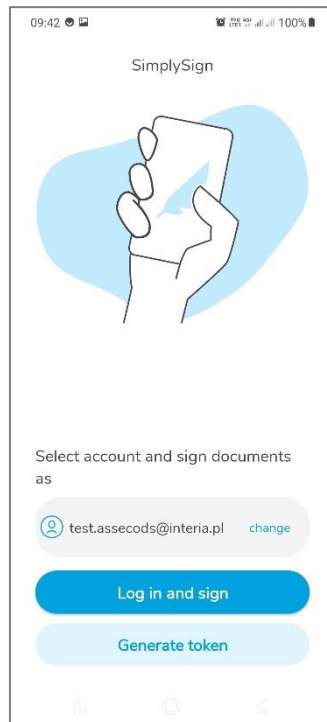 09:42 100%
SimplySign
Select account and sign documents
as
test.assecods@interia.pl change
Log in and sign
Generate token